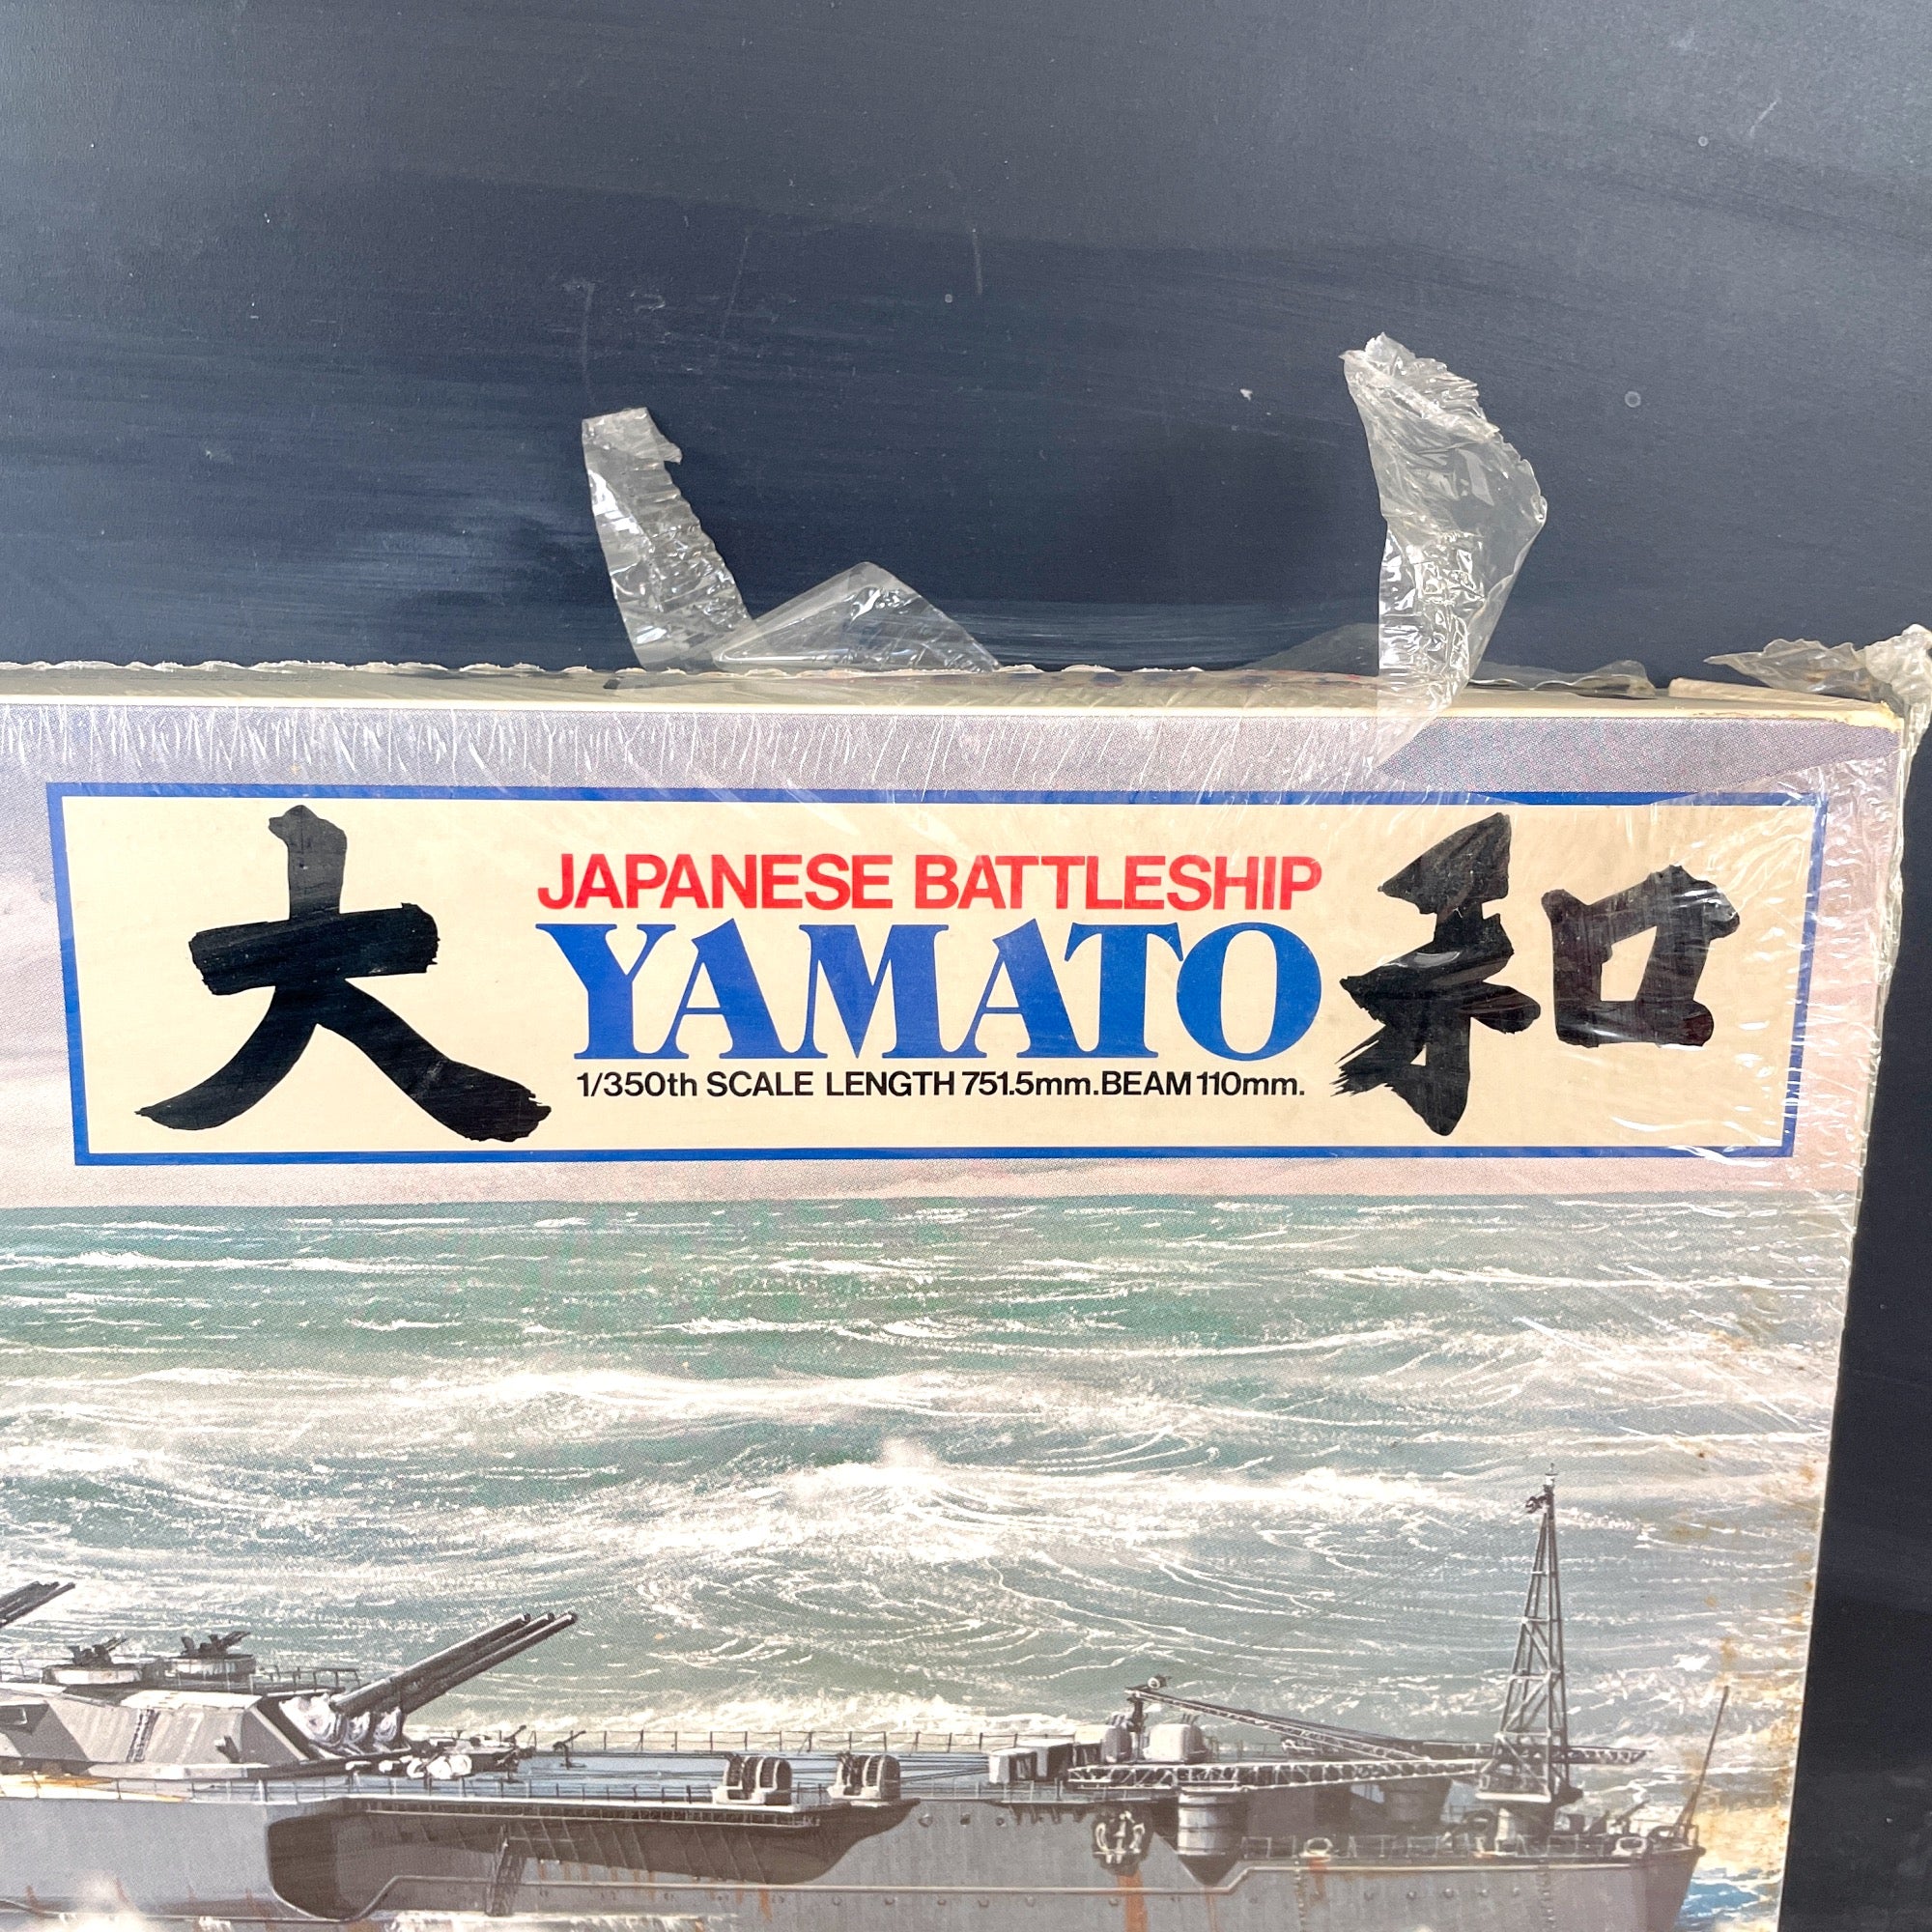 大和
JAPANESE BATTLESHIP
YAMATO
1/350th SCALE LENGTH 751.5mm. BEAM 110mm.